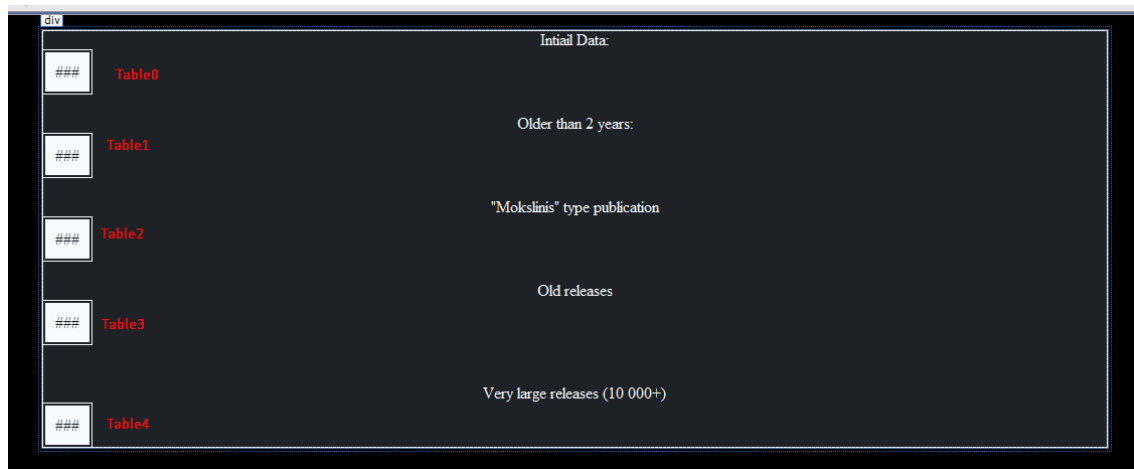 div
Intiail Data:
### Table0
Older than 2 years:
### Table1
"Mokslinis" type publication
### Table2
Old releases
### Table3
Very large releases (10 000+)
### Table4